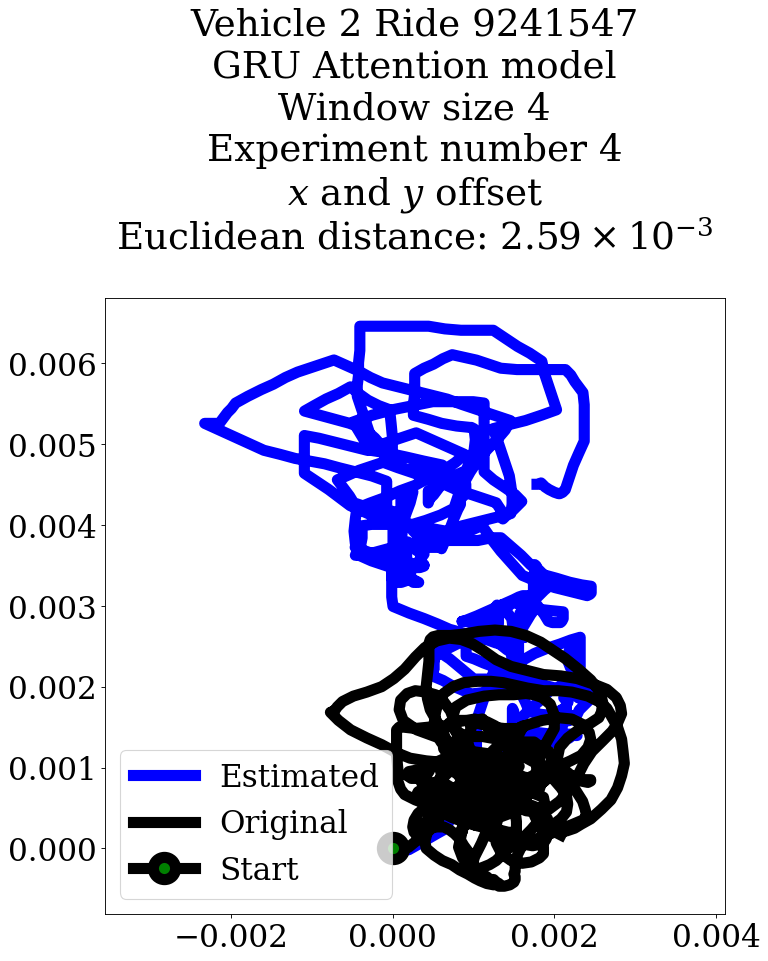 Vehicle 2 Ride 9241547
GRU Attention model
Window size 4
Experiment number 4
x and y offset
Euclidean distance: 2.59 × 10⁻³
0.006
0.005
0.004
0.003
0.002
0.001
0.000
Estimated
Original
Start
−0.002 0.000 0.002 0.004